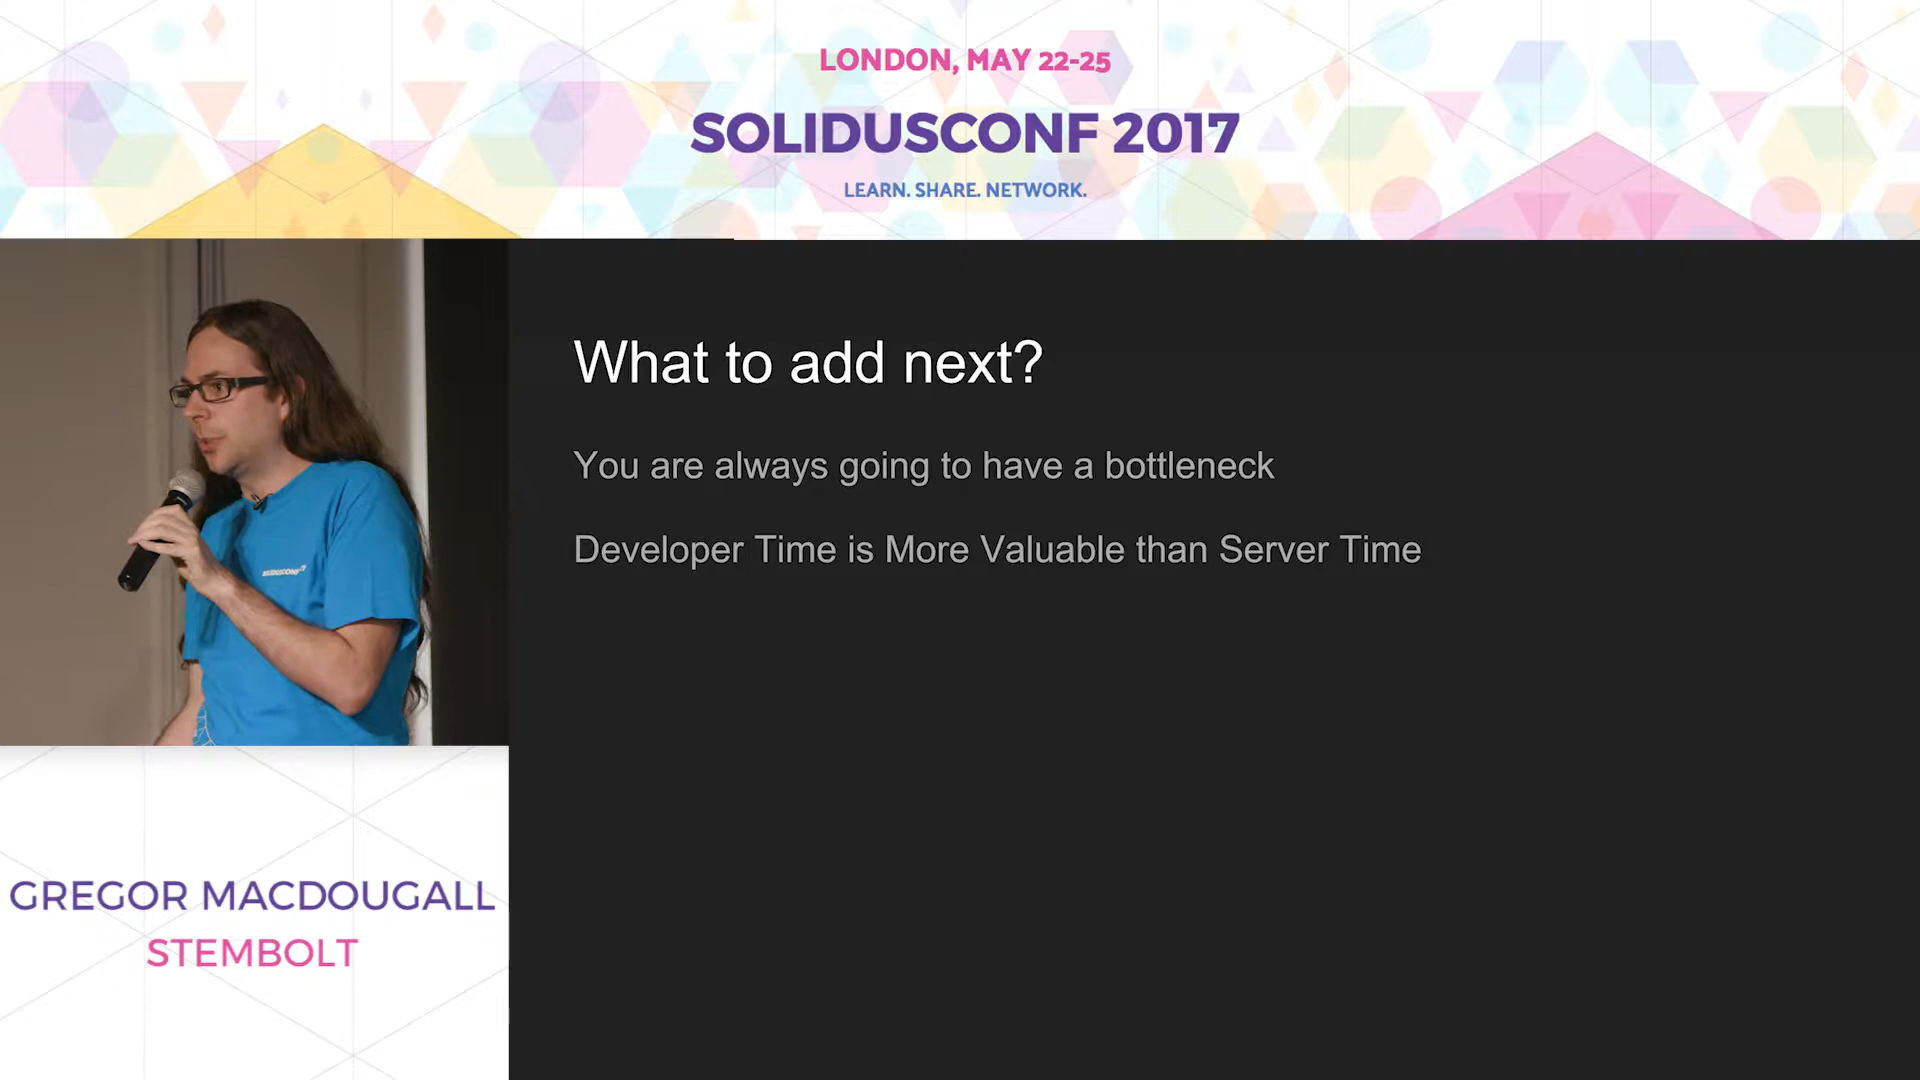 LONDON, MAY 22-25
SOLIDUSCONF 2017
LEARN. SHARE. NETWORK.
What to add next?
You are always going to have a bottleneck
Developer Time is More Valuable than Server Time
SOLIDUSCONF
GREGOR MACDOUGALL
STEMBOLT